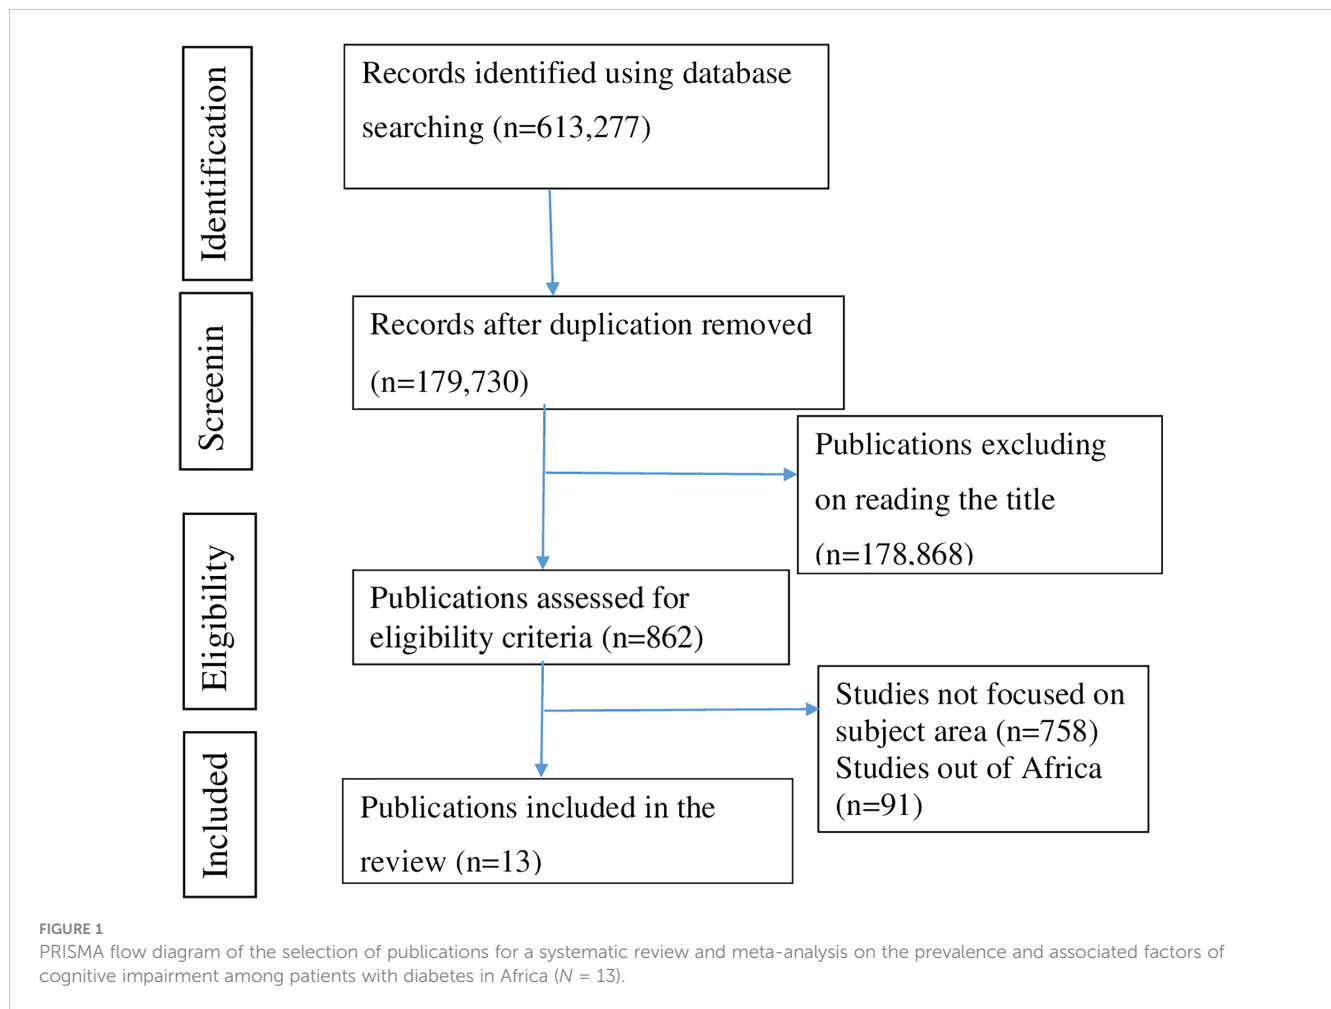 Identification
Records identified using database
searching (n=613,277)
Screenin
Records after duplication removed
(n=179,730)
Publications excluding
on reading the title
(n=178,868)
Eligibility
Publications assessed for
eligibility criteria (n=862)
Studies not focused on
subject area (n=758)
Studies out of Africa
(n=91)
Included
Publications included in the
review (n=13)
FIGURE 1
PRISMA flow diagram of the selection of publications for a systematic review and meta-analysis on the prevalence and associated factors of
cognitive impairment among patients with diabetes in Africa (N = 13).